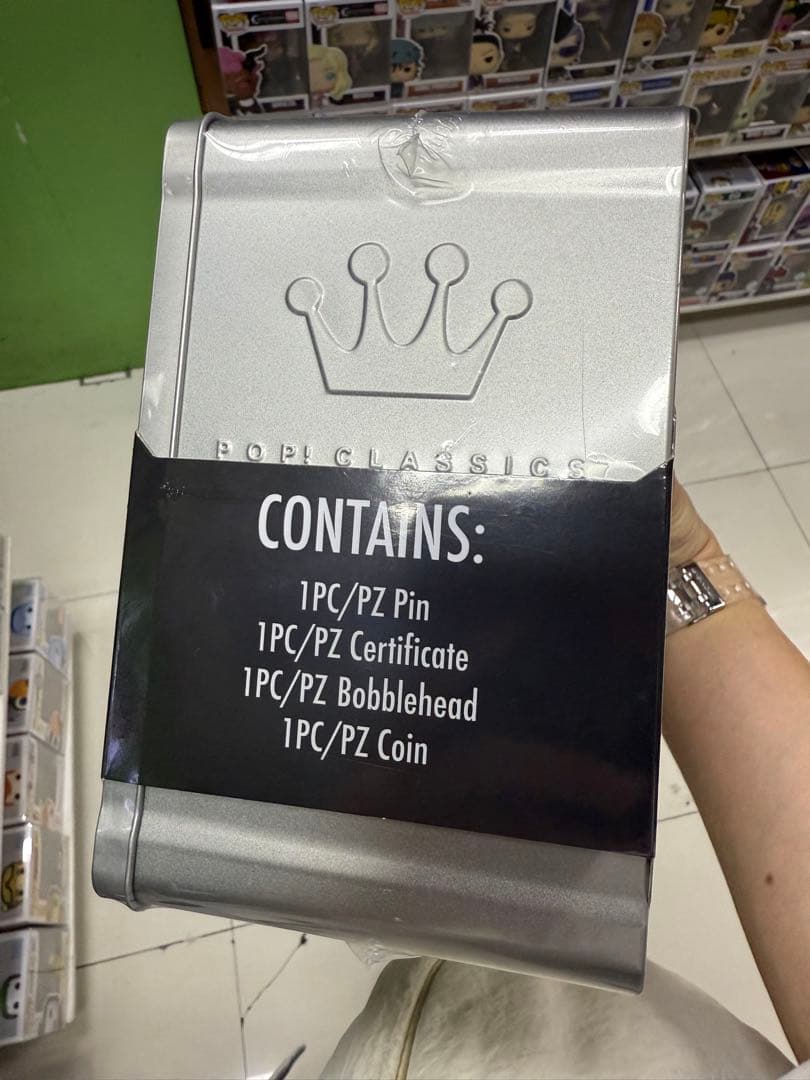 POP! CLASSICS
CONTAINS:
1PC/PZ Pin
1PC/PZ Certificate
1PC/PZ Bobblehead
1PC/PZ Coin